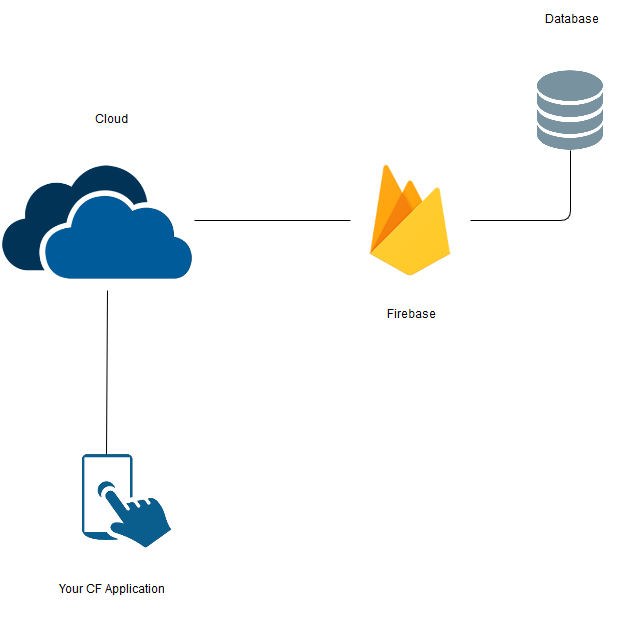 Database
Cloud
Firebase
Your CF Application